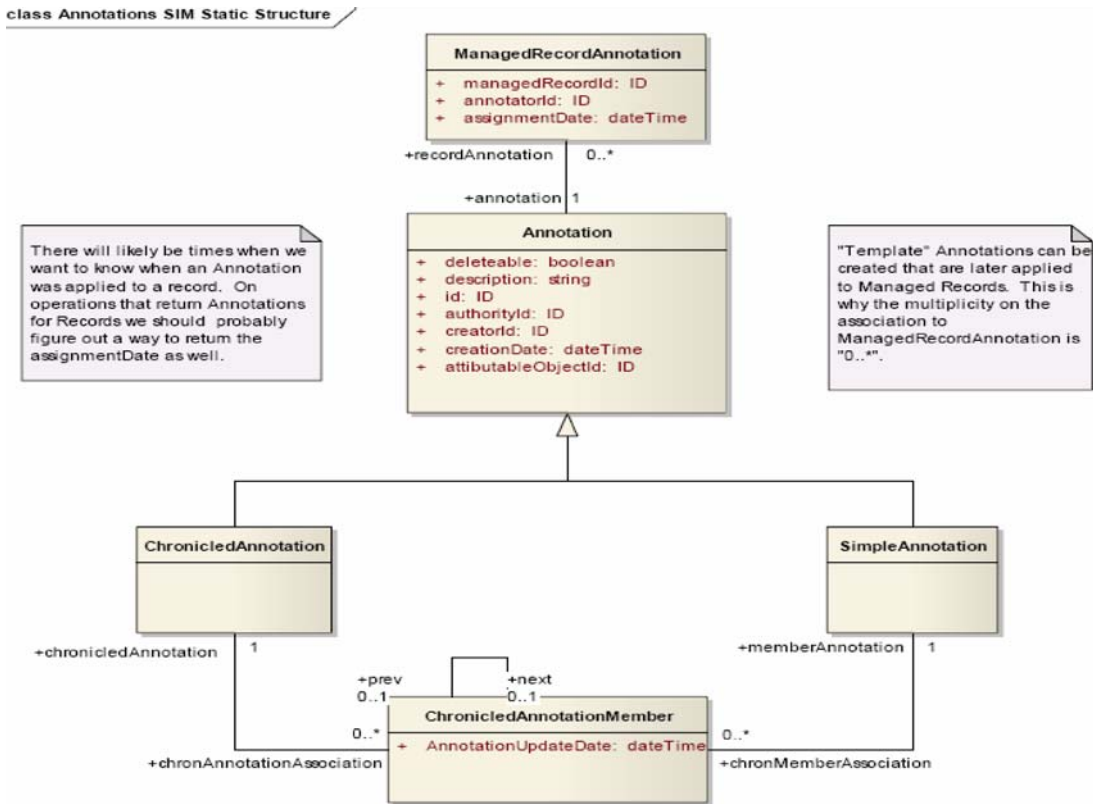 class Annotations SIM Static Structure
ManagedRecordAnnotation
+ managedRecordId: ID
+ annotatorId: ID
+ assignmentDate: dateTime
+recordAnnotation 0..*
+annotation 1
Annotation
+ deleteable: boolean
+ description: string
+ id: ID
+ authorityId: ID
+ creatorId: ID
+ creationDate: dateTime
+ attibutableObjectId: ID
There will likely be times when we
want to know when an Annotation
was applied to a record. On
operations that return Annotations
for Records we should probably
figure out a way to return the
assignmentDate as well.
"Template" Annotations can be
created that are later applied
to Managed Records. This is
why the multiplicity on the
association to
ManagedRecordAnnotation is
"0..*".
ChronicledAnnotation
SimpleAnnotation
+chronicledAnnotation 1
+memberAnnotation 1
+prev
0..1
+next
0..1
ChronicledAnnotationMember
+ AnnotationUpdateDate: dateTime
0..*
+chronAnnotationAssociation
0..*
+chronMemberAssociation